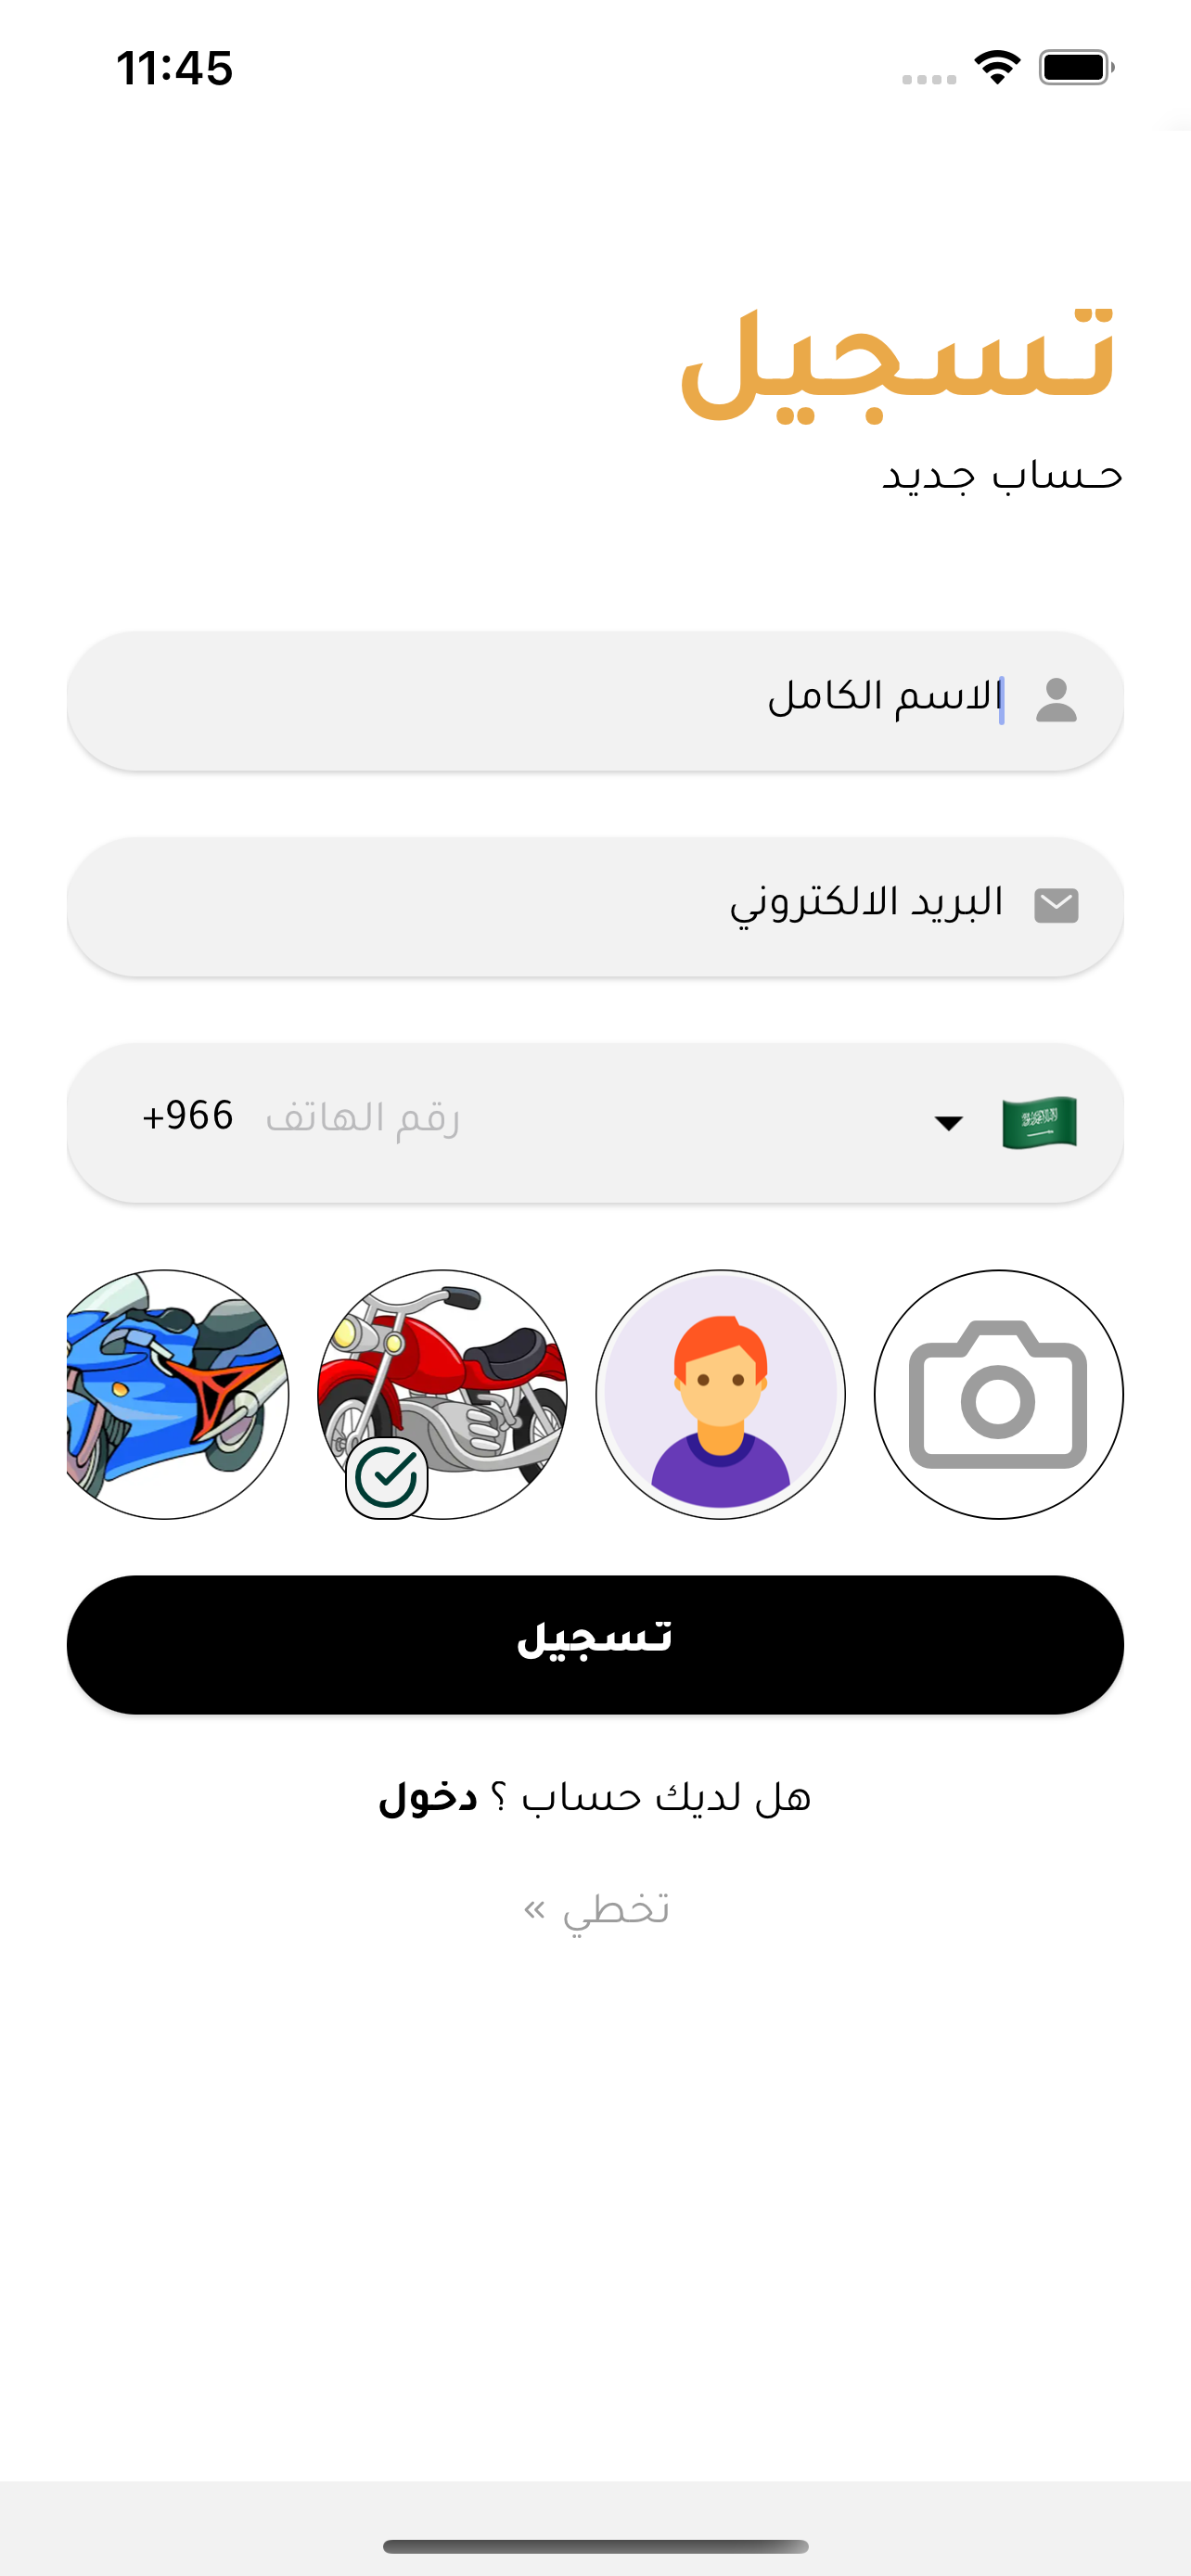 11:45
تسجيل
حساب جديد
الاسم الكامل
البريد الالكتروني
رقم الهاتف +966
تسجيل
هل لديك حساب ؟ دخول
تخطي »